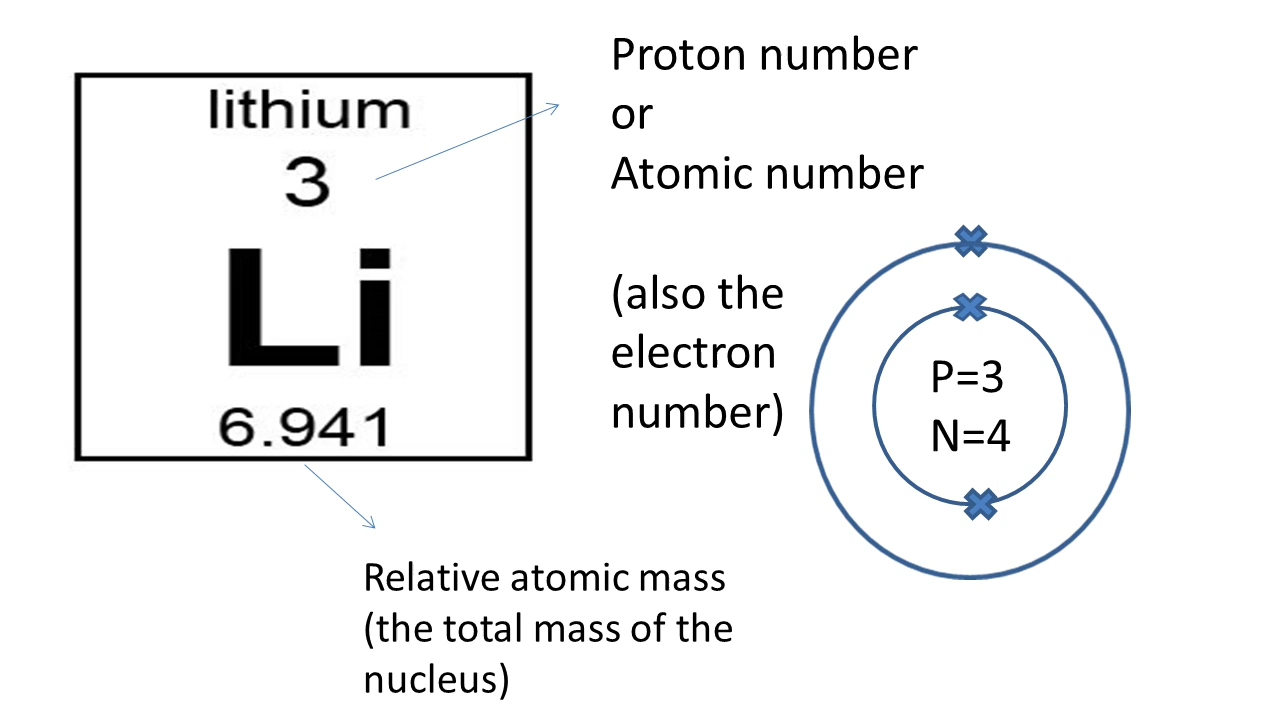 lithium
3
Li
6.941
Proton number
or
Atomic number
(also the
electron
number)
P=3
N=4
Relative atomic mass
(the total mass of the
nucleus)